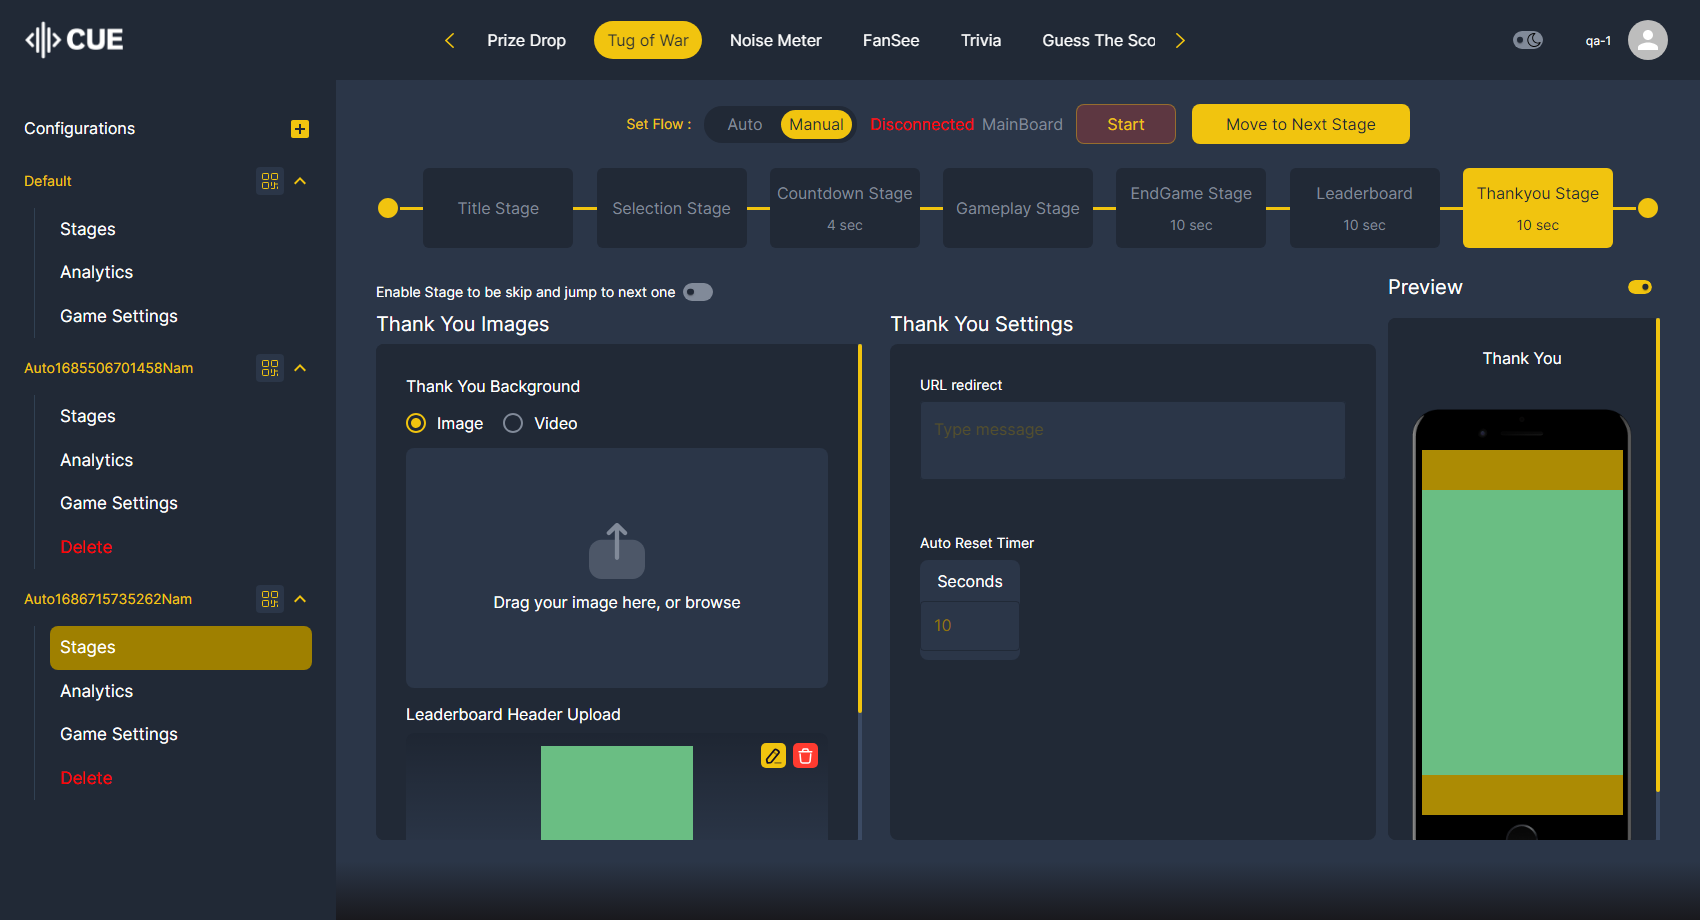 CUE
Prize Drop
Tug of War
Noise Meter
FanSee
Trivia
Guess The Sco
qa-1
Configurations
Default
Stages
Analytics
Game Settings
Auto1685506701458Nam
Stages
Analytics
Game Settings
Delete
Auto1686715735262Nam
Stages
Analytics
Game Settings
Delete
Set Flow :
Auto
Manual
Disconnected MainBoard
Start
Move to Next Stage
Title Stage
Selection Stage
Countdown Stage
4 sec
Gameplay Stage
EndGame Stage
10 sec
Leaderboard
10 sec
Thankyou Stage
10 sec
Enable Stage to be skip and jump to next one
Thank You Images
Thank You Background
Image
Video
Drag your image here, or browse
Leaderboard Header Upload
Thank You Settings
URL redirect
Type message
Auto Reset Timer
Seconds
10
Preview
Thank You